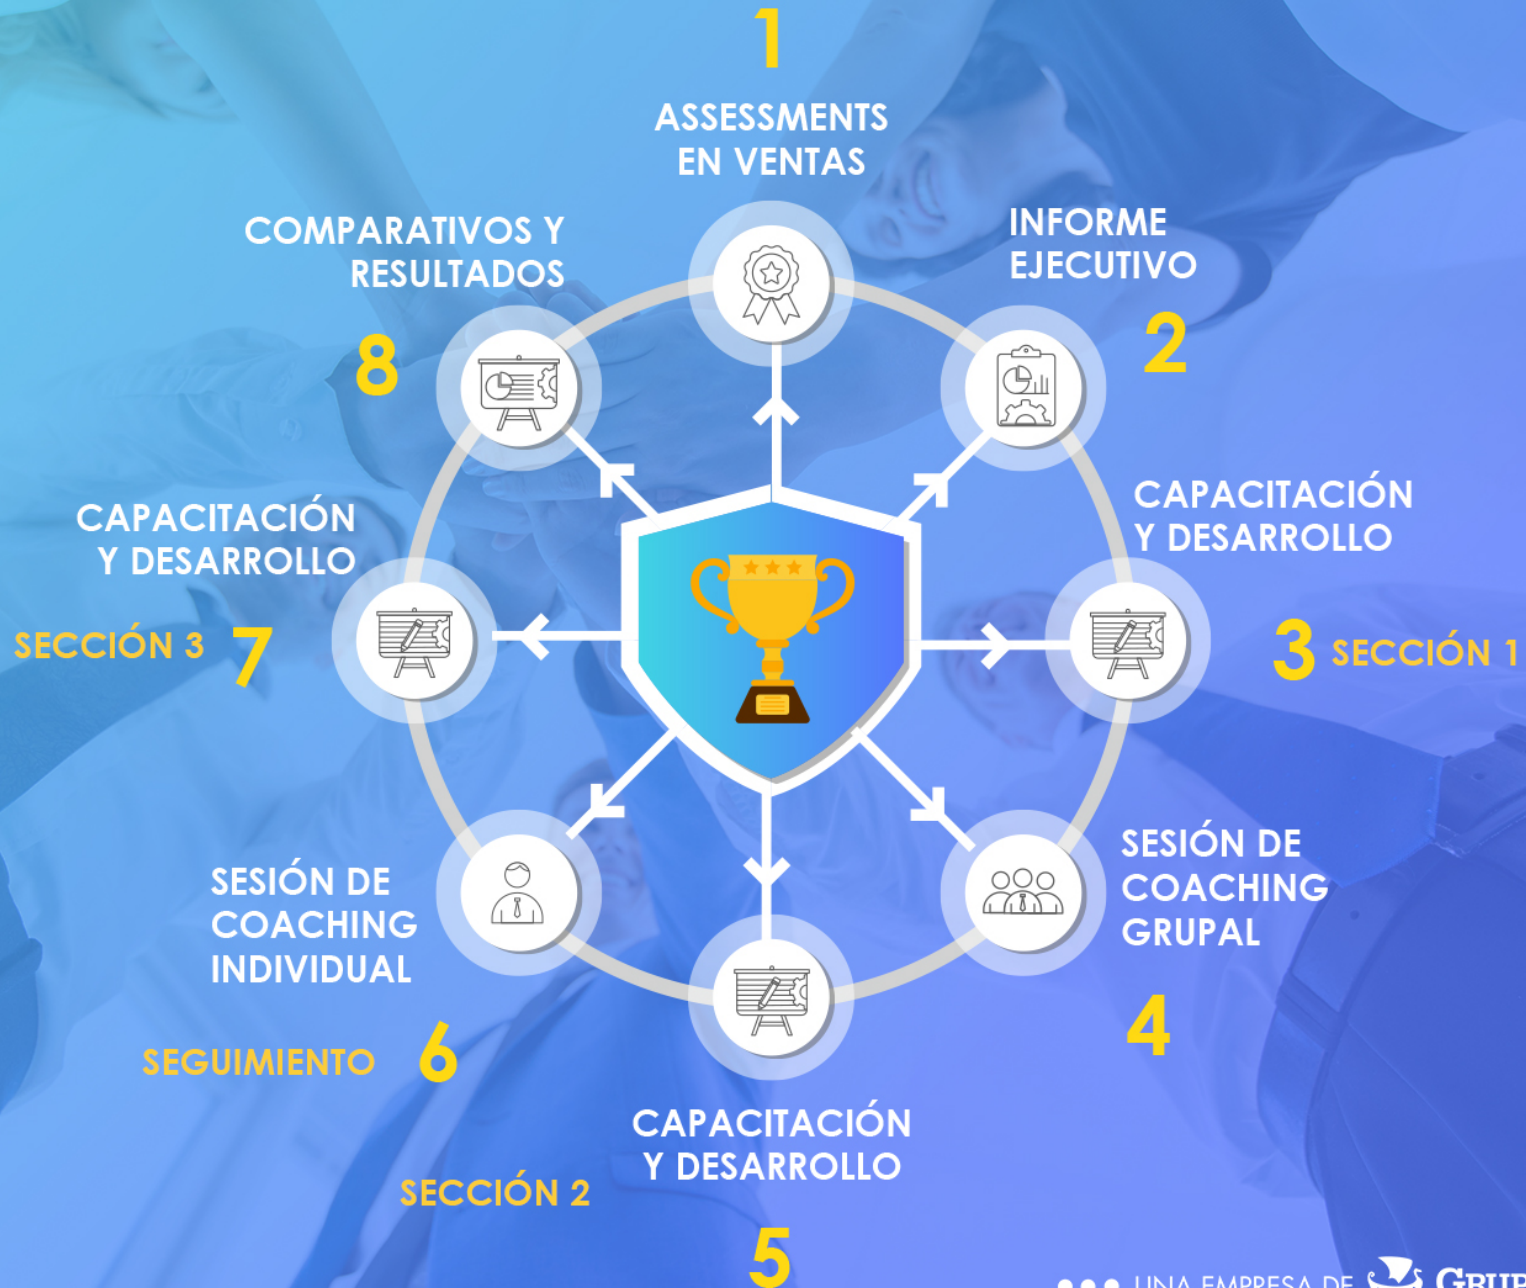 1
ASSESSMENTS
EN VENTAS
INFORME
EJECUTIVO
2
CAPACITACIÓN
Y DESARROLLO
3 SECCIÓN 1
SESIÓN DE
COACHING
GRUPAL
4
CAPACITACIÓN
Y DESARROLLO
SECCIÓN 2
5
SESIÓN DE
COACHING
INDIVIDUAL
SEGUIMIENTO 6
CAPACITACIÓN
Y DESARROLLO
SECCIÓN 3 7
COMPARATIVOS Y
RESULTADOS
8
UNA EMPRESA DE